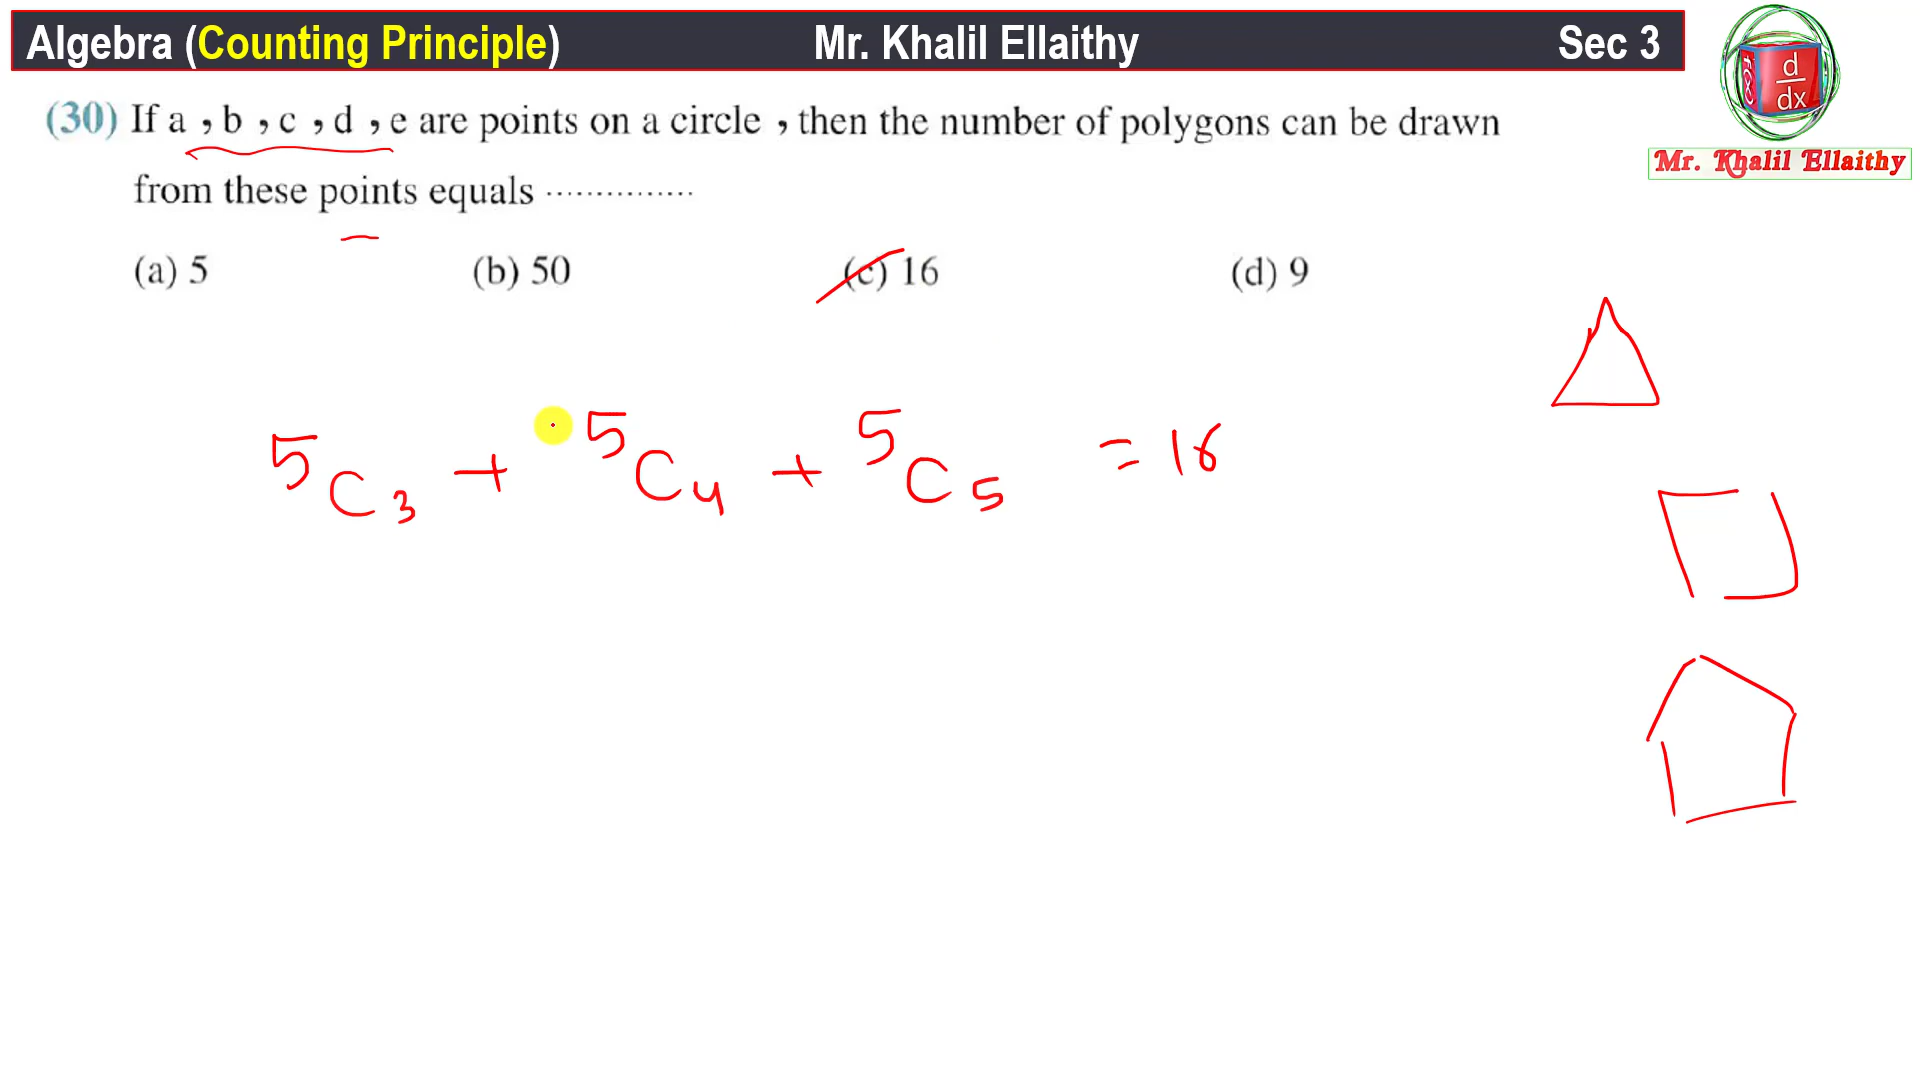 Algebra (Counting Principle) Mr. Khalil Ellaithy Sec 3
d
dx
Mr. Khalil Ellaithy
(30) If a , b , c , d , e are points on a circle , then the number of polygons can be drawn
from these points equals ...............
(a) 5 (b) 50 (c) 16 (d) 9
⁵C₃ + ⁵C₄ + ⁵C₅ = 16